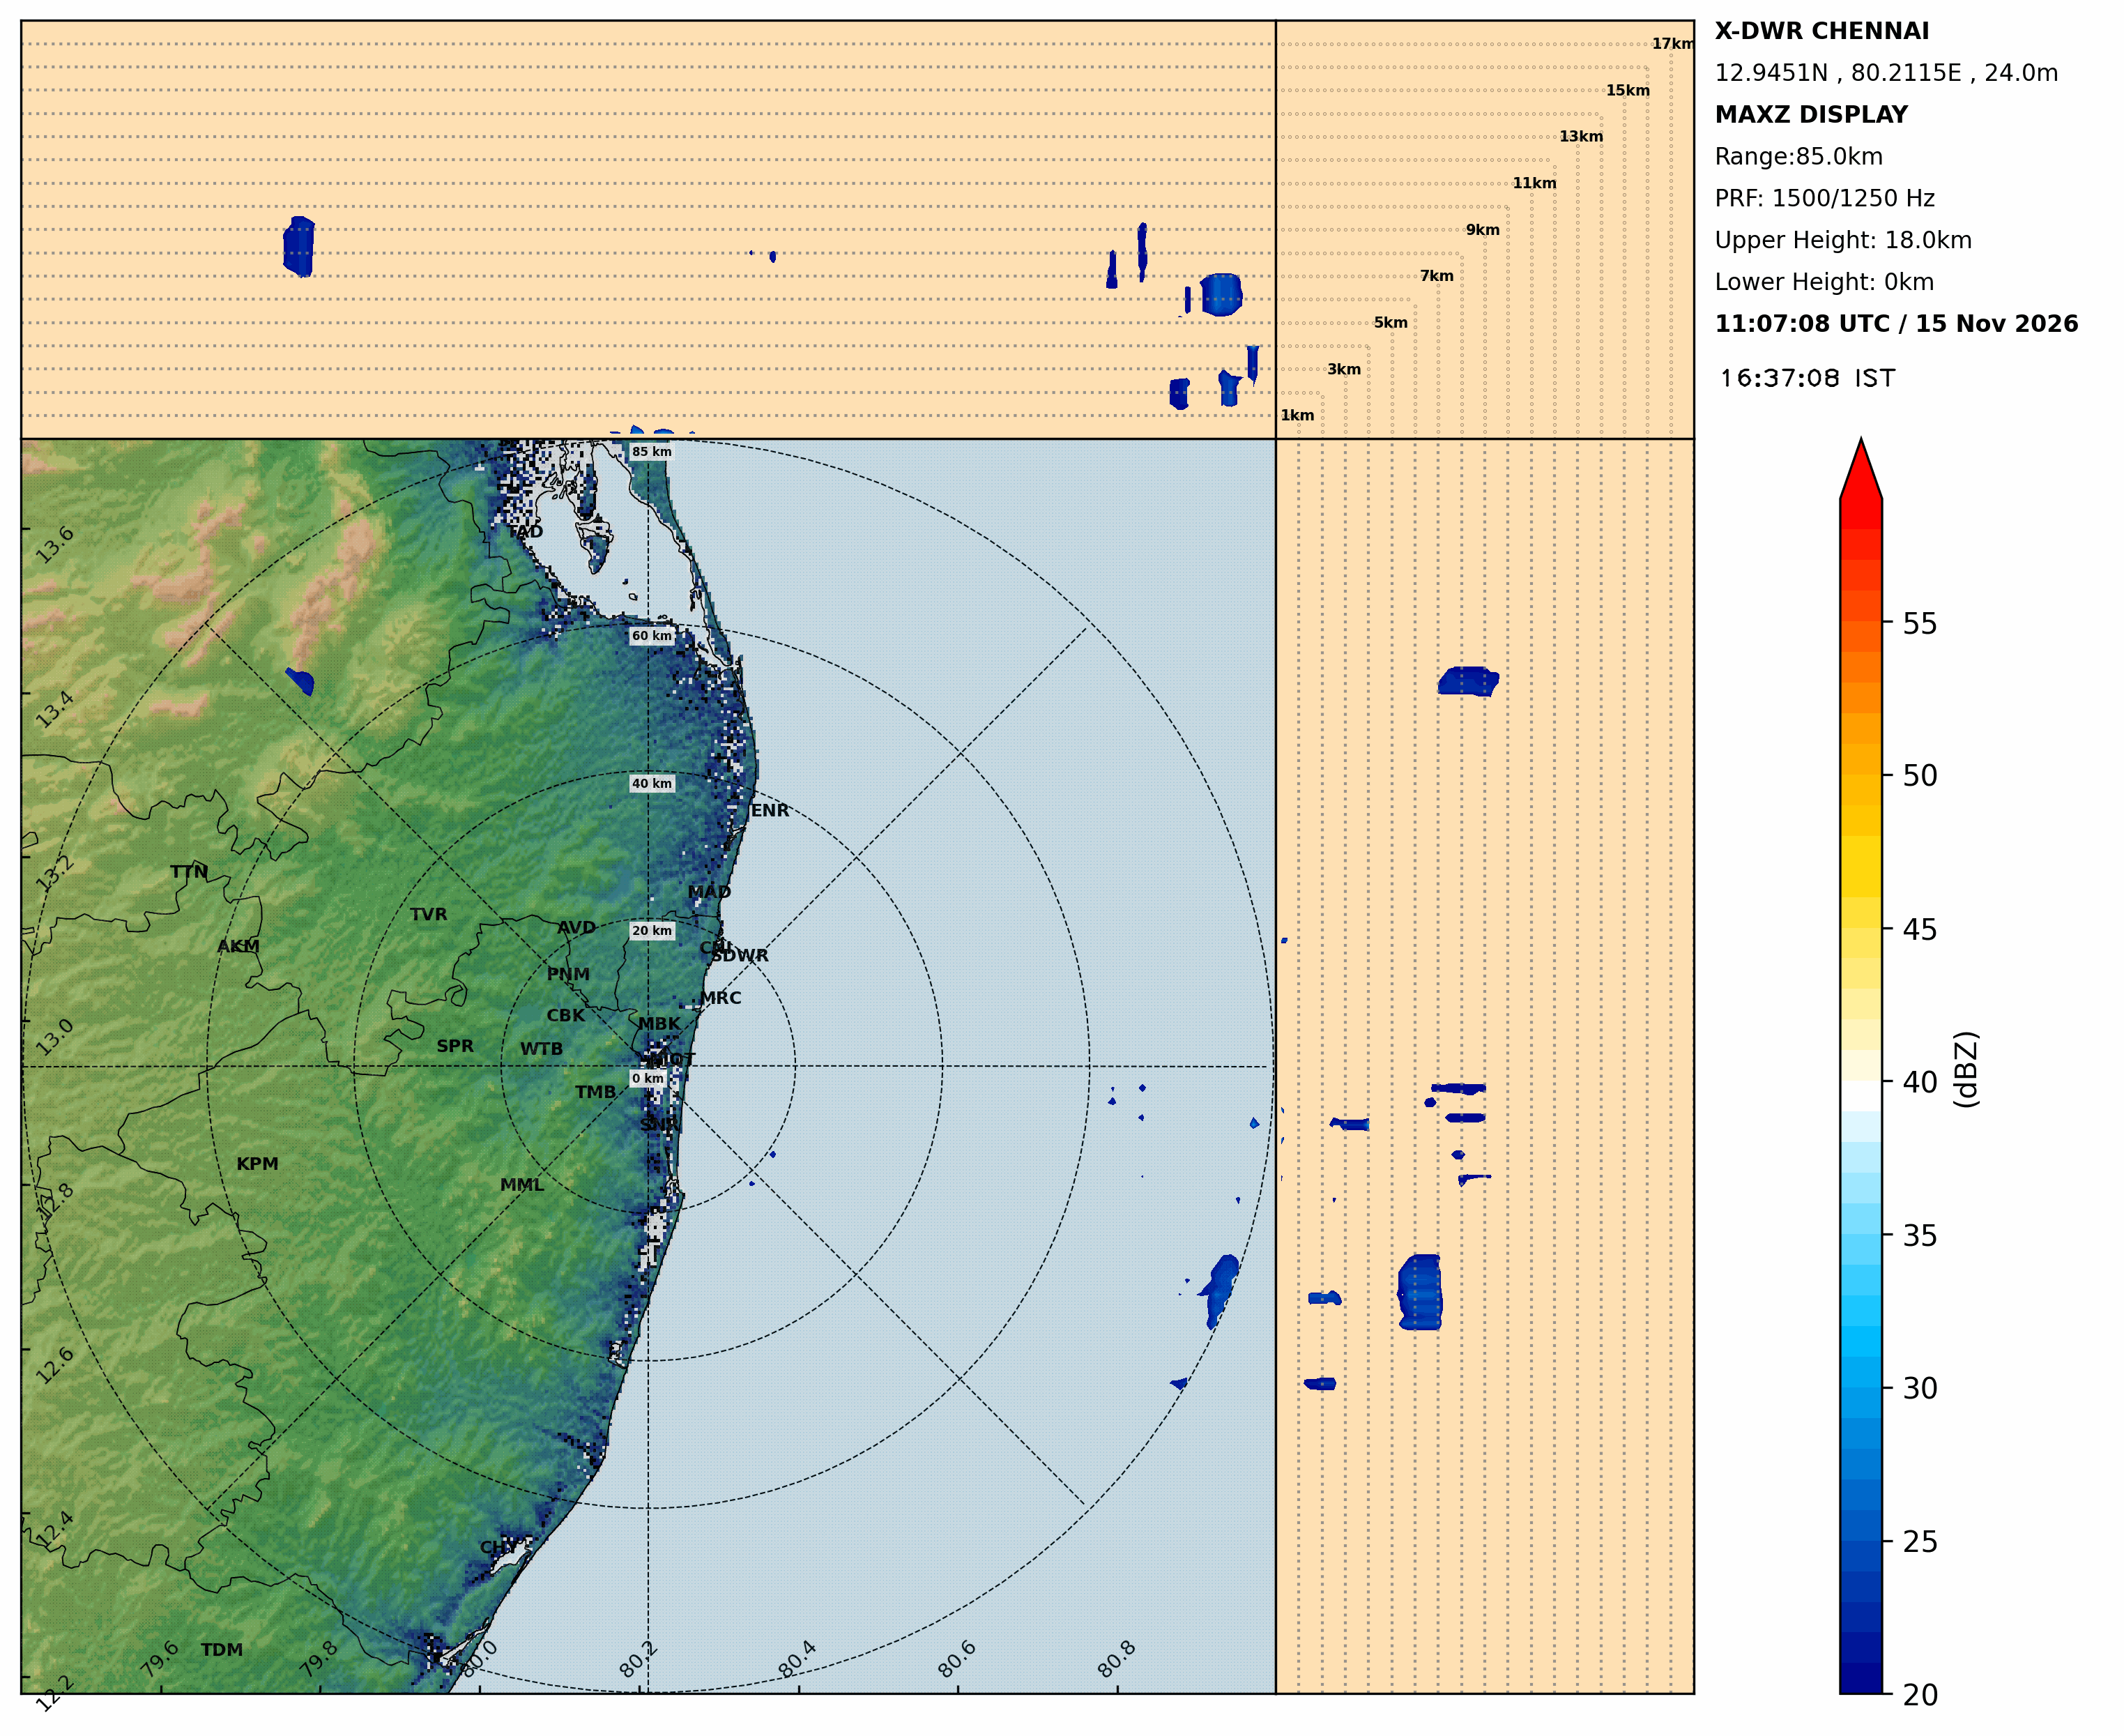 X-DWR CHENNAI
12.9451N , 80.2115E , 24.0m
MAXZ DISPLAY
Range:85.0km
PRF: 1500/1250 Hz
Upper Height: 18.0km
Lower Height: 0km
11:07:08 UTC / 15 Nov 2026
16:37:08 IST
17km
15km
13km
11km
9km
7km
5km
3km
1km
85 km
60 km
40 km
20 km
0 km
TAD
ENR
TTN
MAD
TVR
AVD
AKM
SDWR
PNM
MRC
CBK
MBK
SPR
WTB
TMB
SNR
KPM
MML
CHY
TDM
13.6
13.4
13.2
13.0
12.8
12.6
12.4
12.2
79.6
79.8
80.0
80.2
80.4
80.6
80.8
55
50
45
40
35
30
25
20
(dBZ)